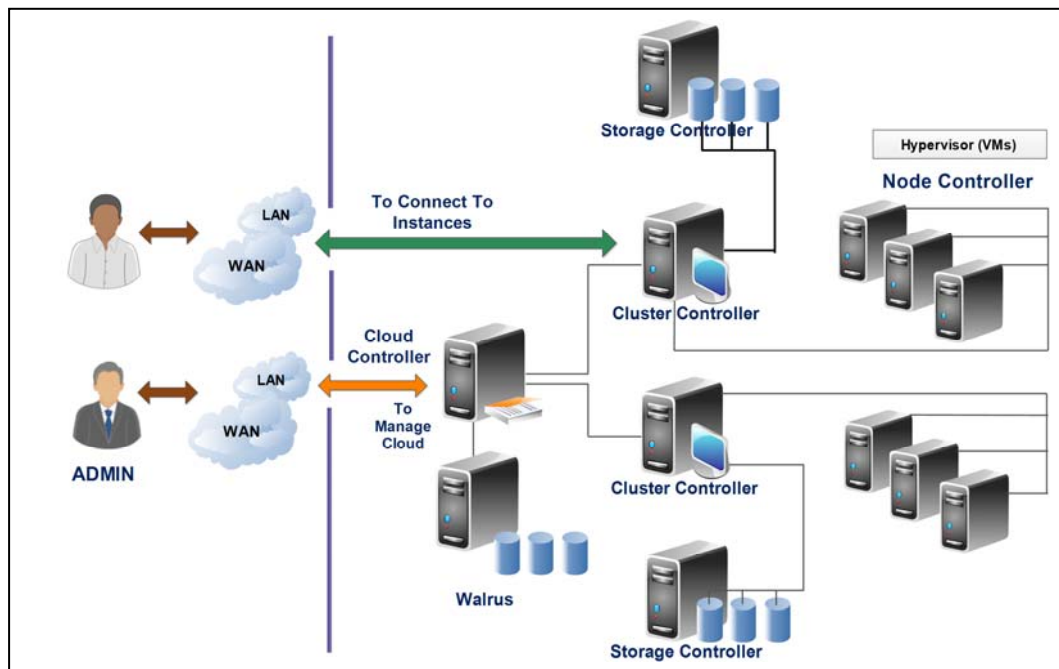 Storage Controller
Hypervisor (VMs)
Node Controller
To Connect To
Instances
LAN
WAN
Cluster Controller
Cloud
Controller
LAN
WAN
To
Manage
Cloud
ADMIN
Cluster Controller
Walrus
Storage Controller